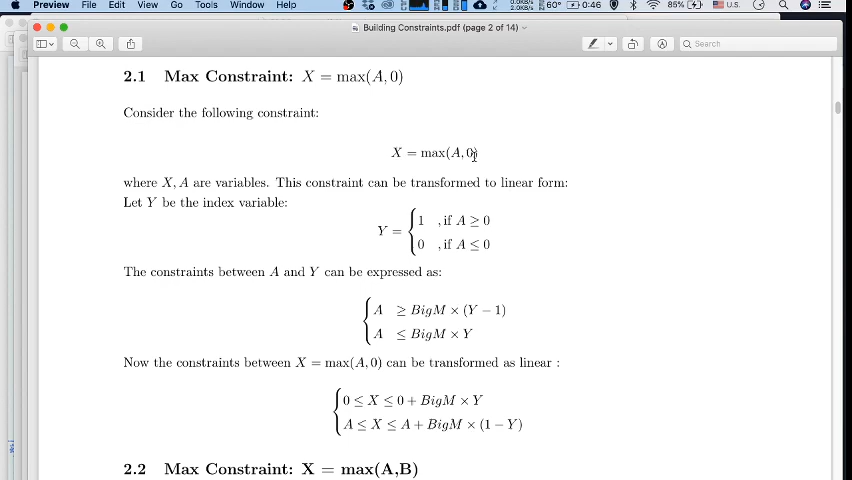 Preview File Edit View Go Tools Window Help 60° 0:46 85% U.S.
Building Constraints.pdf (page 2 of 14)
Search
2.1 Max Constraint: X = max(A, 0)
Consider the following constraint:
X = max(A, 0)
where X, A are variables. This constraint can be transformed to linear form:
Let Y be the index variable:
Y = { 1 , if A ≥ 0
0 , if A ≤ 0
The constraints between A and Y can be expressed as:
{ A ≥ BigM × (Y − 1)
A ≤ BigM × Y
Now the constraints between X = max(A, 0) can be transformed as linear :
{ 0 ≤ X ≤ 0 + BigM × Y
A ≤ X ≤ A + BigM × (1 − Y)
2.2 Max Constraint: X = max(A,B)